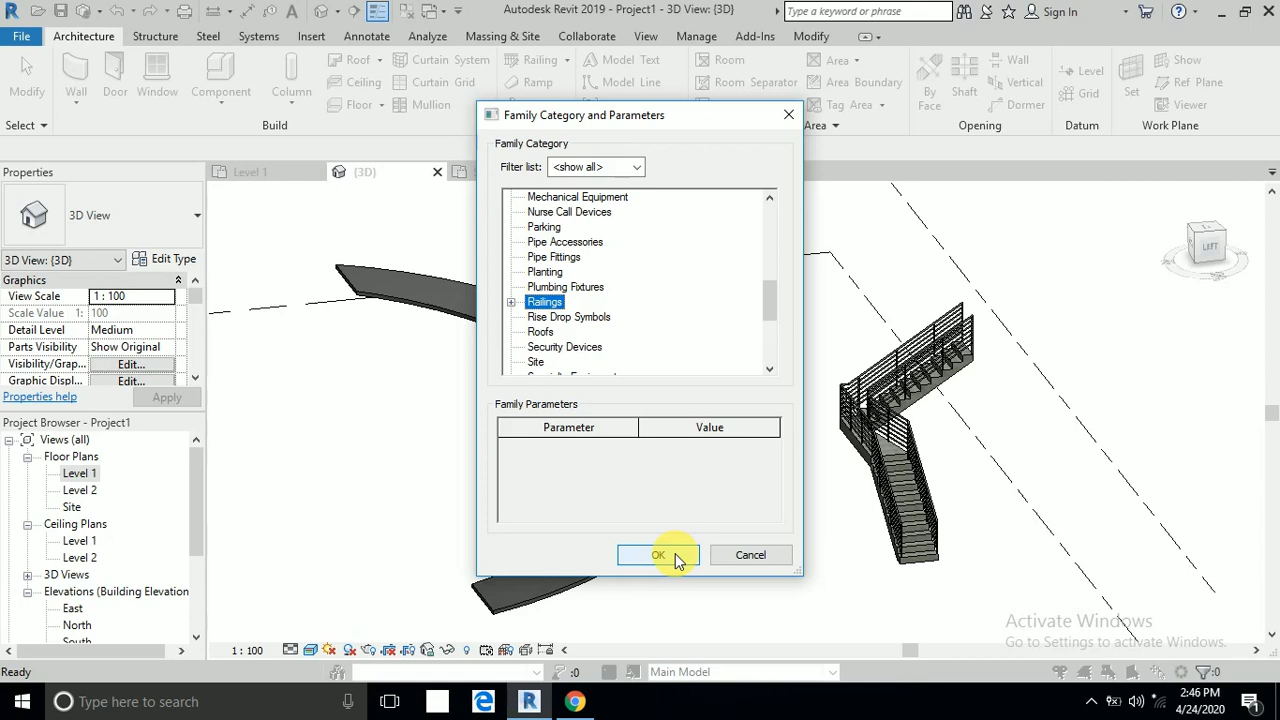 Autodesk Revit 2019 - Project1 - 3D View: {3D}
Type a keyword or phrase
Sign In
File Architecture Structure Steel Systems Insert Annotate Analyze Massing & Site Collaborate View Manage Add-Ins Modify
Modify Wall Door Window Component Column
Roof
Ceiling
Floor
Curtain System
Curtain Grid
Mullion
Railing
Ramp
Model Text
Model Line
Room
Room Separator
Area
Area Boundary
Tag Area
By Face
Shaft
Wall
Vertical
Dormer
Level
Grid
Set
Show
Ref Plane
Viewer
Select Build Area Opening Datum Work Plane
Properties
Level 1 {3D}
3D View
3D View: {3D} Edit Type
Graphics
View Scale 1 : 100
Scale Value 1: 100
Detail Level Medium
Parts Visibility Show Original
Visibility/Grap... Edit...
Graphic Displ... Edit...
Properties help Apply
Project Browser - Project1
Views (all)
Floor Plans
Level 1
Level 2
Site
Ceiling Plans
Level 1
Level 2
3D Views
Elevations (Building Elevation)
East
North
South
Family Category and Parameters
Family Category
Filter list: <show all>
Mechanical Equipment
Nurse Call Devices
Parking
Pipe Accessories
Pipe Fittings
Planting
Plumbing Fixtures
Railings
Rise Drop Symbols
Roofs
Security Devices
Site
Family Parameters
Parameter Value
OK Cancel
LEFT
Activate Windows
Go to Settings to activate Windows.
1 : 100
Ready
:0
Main Model
:0
Type here to search
2:46 PM
4/24/2020